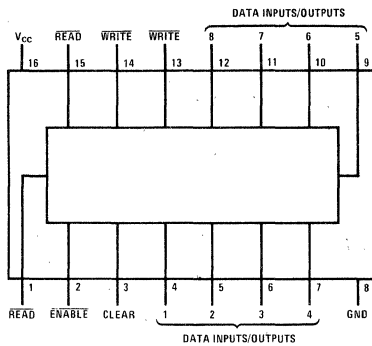 DATA INPUTS/OUTPUTS
VCC READ WRITE WRITE 8 7 6 5
16 15 14 13 12 11 10 9
1 2 3 4 5 6 7 8
READ ENABLE CLEAR 1 2 3 4 GND
DATA INPUTS/OUTPUTS